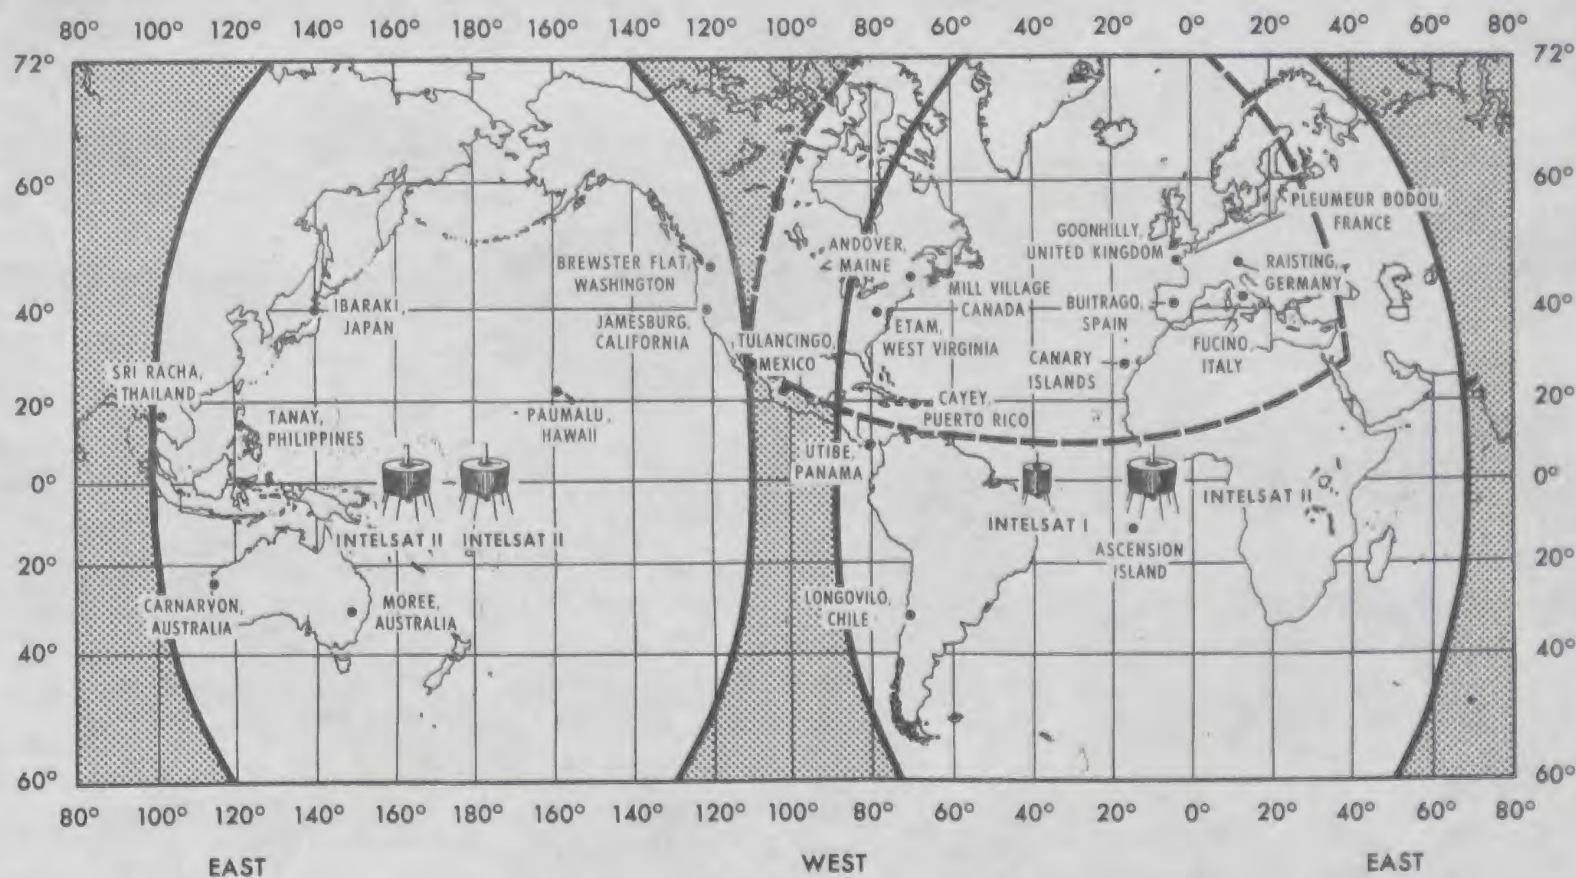 80° 100° 120° 140° 160° 180° 160° 140° 120° 100° 80° 60° 40° 20° 0° 20° 40° 60° 80°
72° 72°
60° 60°
PLEUMEUR BODOU,
FRANCE
GOONHILLY,
UNITED KINGDOM
ANDOVER,
MAINE
BREWSTER FLAT,
WASHINGTON
RAISTING,
GERMANY
MILL VILLAGE
CANADA
BUITRAGO,
SPAIN
40° 40°
IBARAKI,
JAPAN
JAMESBURG,
CALIFORNIA
TULANCINGO,
MEXICO
ETAM,
WEST VIRGINIA
FUCINO,
ITALY
CANARY
ISLANDS
SRI RACHA,
THAILAND
20° 20°
TANAY,
PHILIPPINES
PAUMALU,
HAWAII
CAYEY,
PUERTO RICO
UTIBE,
PANAMA
0° 0°
INTELSAT II INTELSAT II
INTELSAT I
INTELSAT II
ASCENSION
ISLAND
20° 20°
CARNARVON,
AUSTRALIA
MOREE,
AUSTRALIA
LONGOVILO,
CHILE
40° 40°
60° 60°
80° 100° 120° 140° 160° 180° 160° 140° 120° 100° 80° 60° 40° 20° 0° 20° 40° 60° 80°
EAST WEST EAST